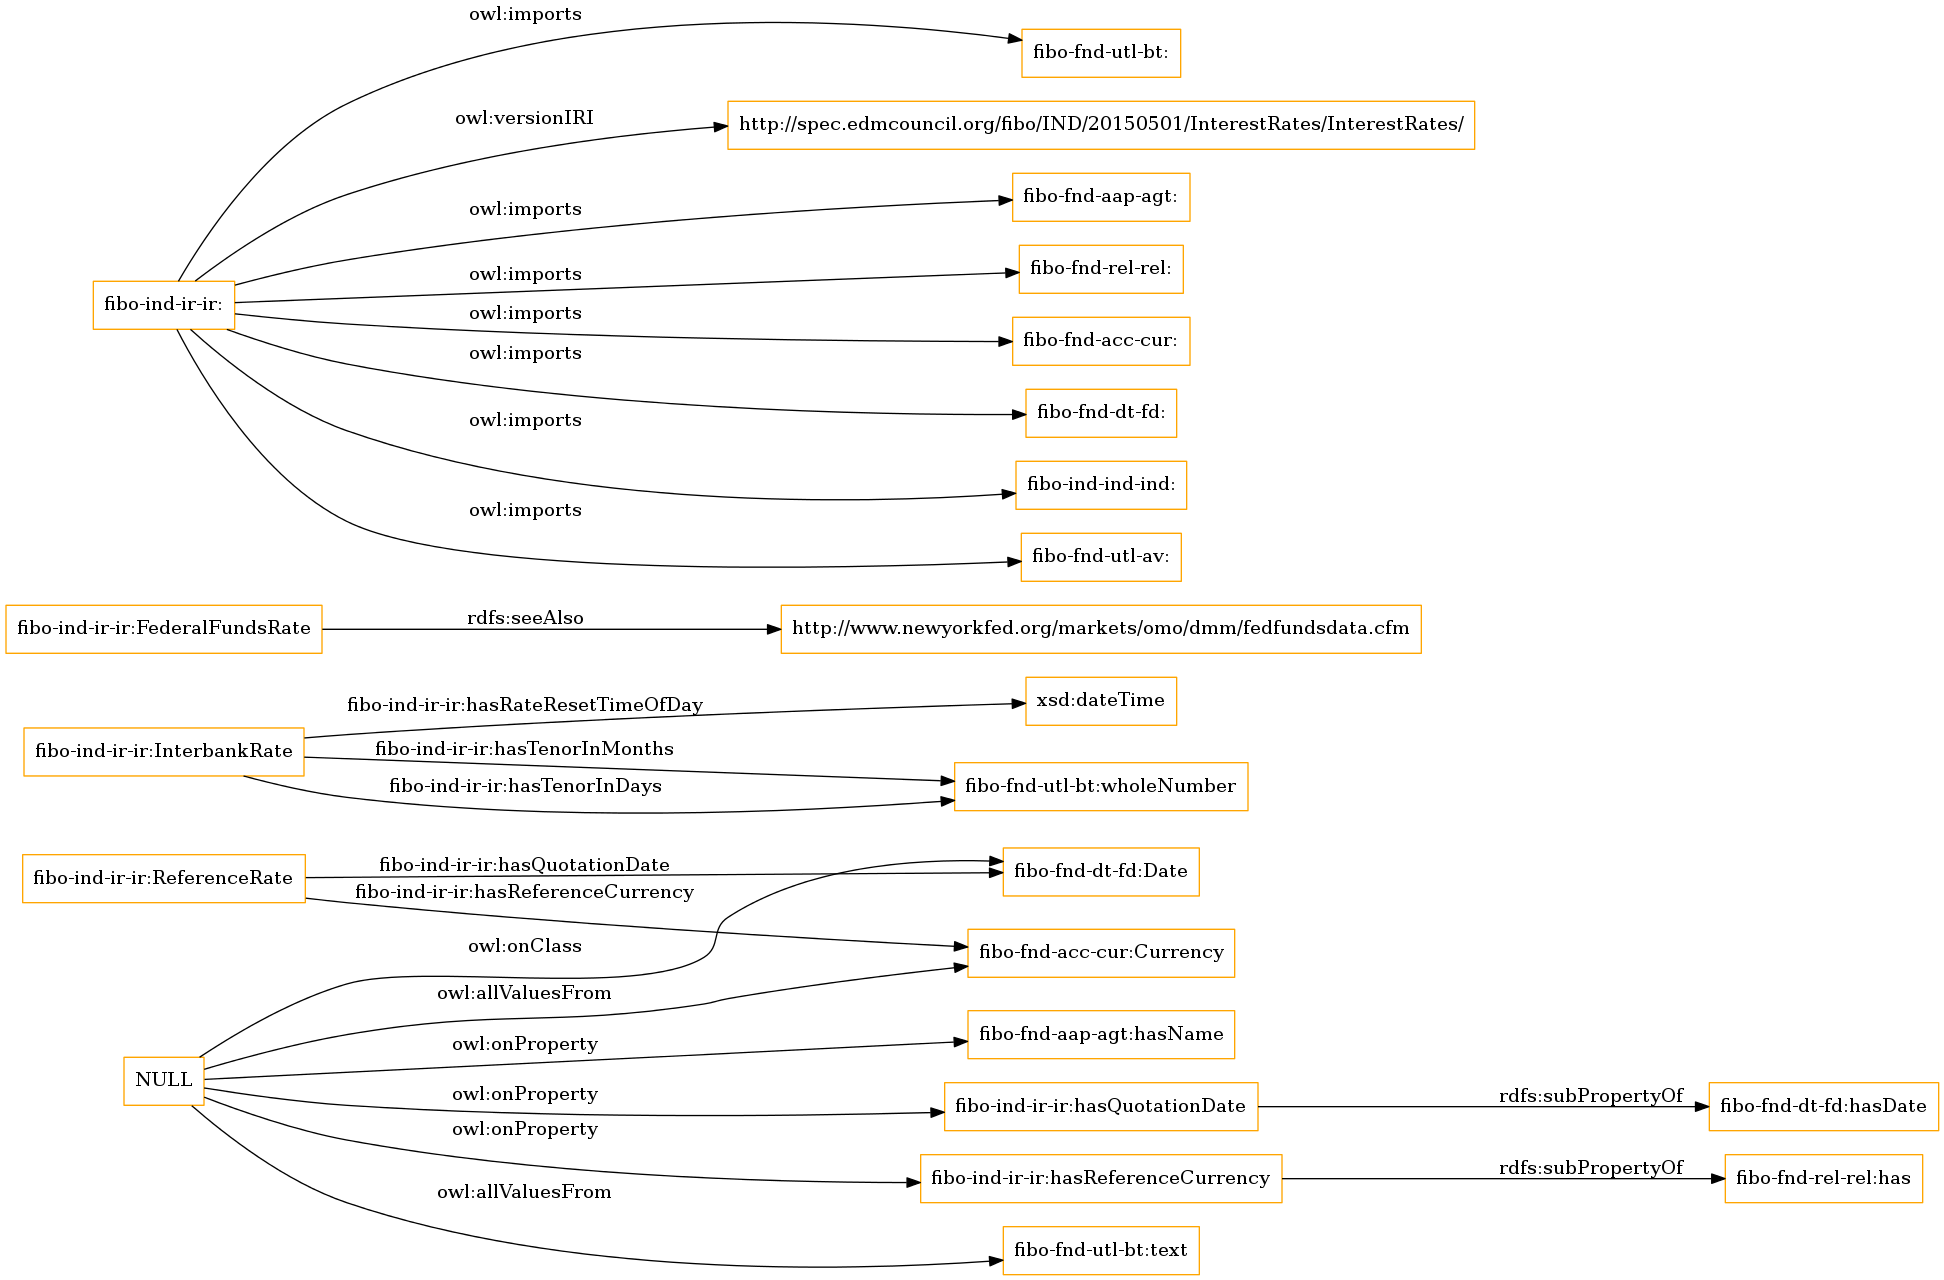 owl:imports
fibo-fnd-utl-bt:
owl:versionIRI
http://spec.edmcouncil.org/fibo/IND/20150501/InterestRates/InterestRates/
owl:imports
fibo-fnd-aap-agt:
owl:imports
fibo-fnd-rel-rel:
fibo-ind-ir-ir:
owl:imports
fibo-fnd-acc-cur:
owl:imports
fibo-fnd-dt-fd:
owl:imports
fibo-ind-ind-ind:
owl:imports
fibo-fnd-utl-av:
fibo-ind-ir-ir:FederalFundsRate
rdfs:seeAlso
http://www.newyorkfed.org/markets/omo/dmm/fedfundsdata.cfm
fibo-ind-ir-ir:hasRateResetTimeOfDay
xsd:dateTime
fibo-ind-ir-ir:InterbankRate
fibo-ind-ir-ir:hasTenorInMonths
fibo-ind-ir-ir:hasTenorInDays
fibo-fnd-utl-bt:wholeNumber
fibo-ind-ir-ir:ReferenceRate
fibo-ind-ir-ir:hasQuotationDate
fibo-fnd-dt-fd:Date
fibo-ind-ir-ir:hasReferenceCurrency
owl:onClass
fibo-fnd-acc-cur:Currency
owl:allValuesFrom
owl:onProperty
fibo-fnd-aap-agt:hasName
NULL
owl:onProperty
fibo-ind-ir-ir:hasQuotationDate
rdfs:subPropertyOf
fibo-fnd-dt-fd:hasDate
owl:onProperty
fibo-ind-ir-ir:hasReferenceCurrency
rdfs:subPropertyOf
fibo-fnd-rel-rel:has
owl:allValuesFrom
fibo-fnd-utl-bt:text